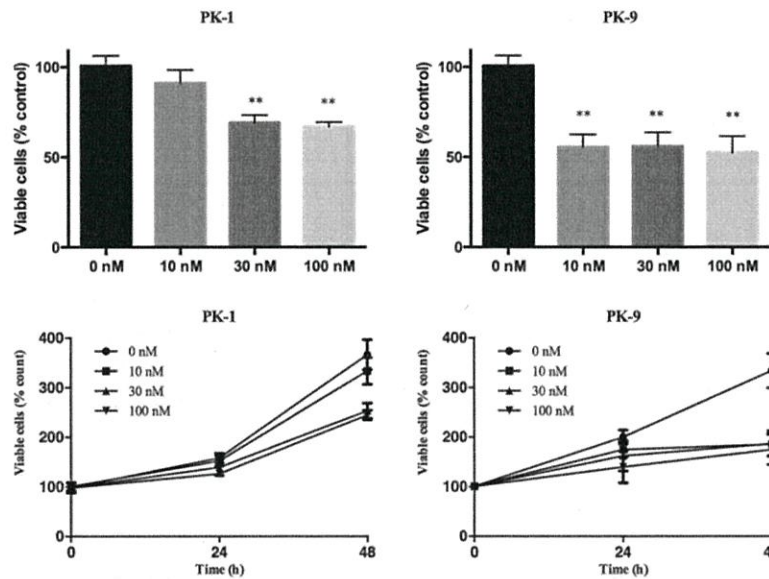 PK-1
Viable cells (% control)
100
50
0
0 nM 10 nM 30 nM 100 nM
** **
PK-9
Viable cells (% control)
100
50
0
0 nM 10 nM 30 nM 100 nM
** ** **
PK-1
Viable cells (% count)
400
300
200
100
0
0 24 48
Time (h)
0 nM
10 nM
30 nM
100 nM
PK-9
Viable cells (% count)
400
300
200
100
0
0 24 4
Time (h)
0 nM
10 nM
30 nM
100 nM